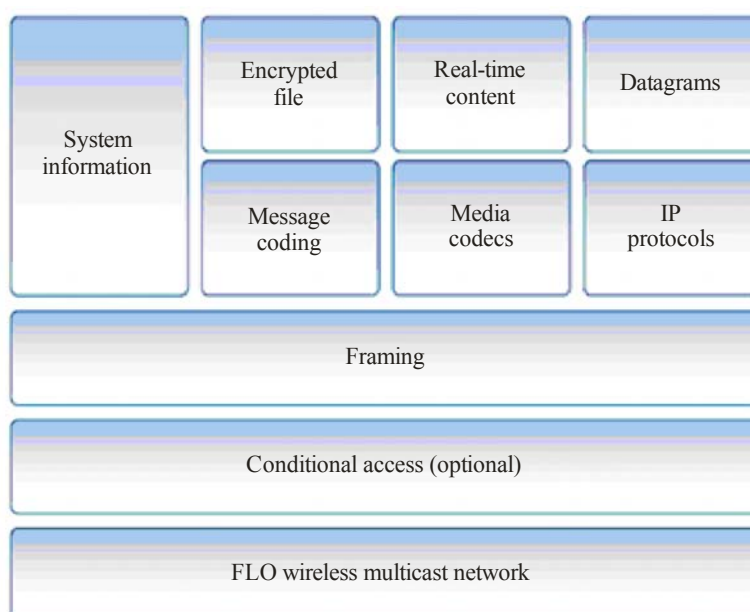 System
information
Encrypted
file
Real-time
content
Datagrams
Message
coding
Media
codecs
IP
protocols
Framing
Conditional access (optional)
FLO wireless multicast network